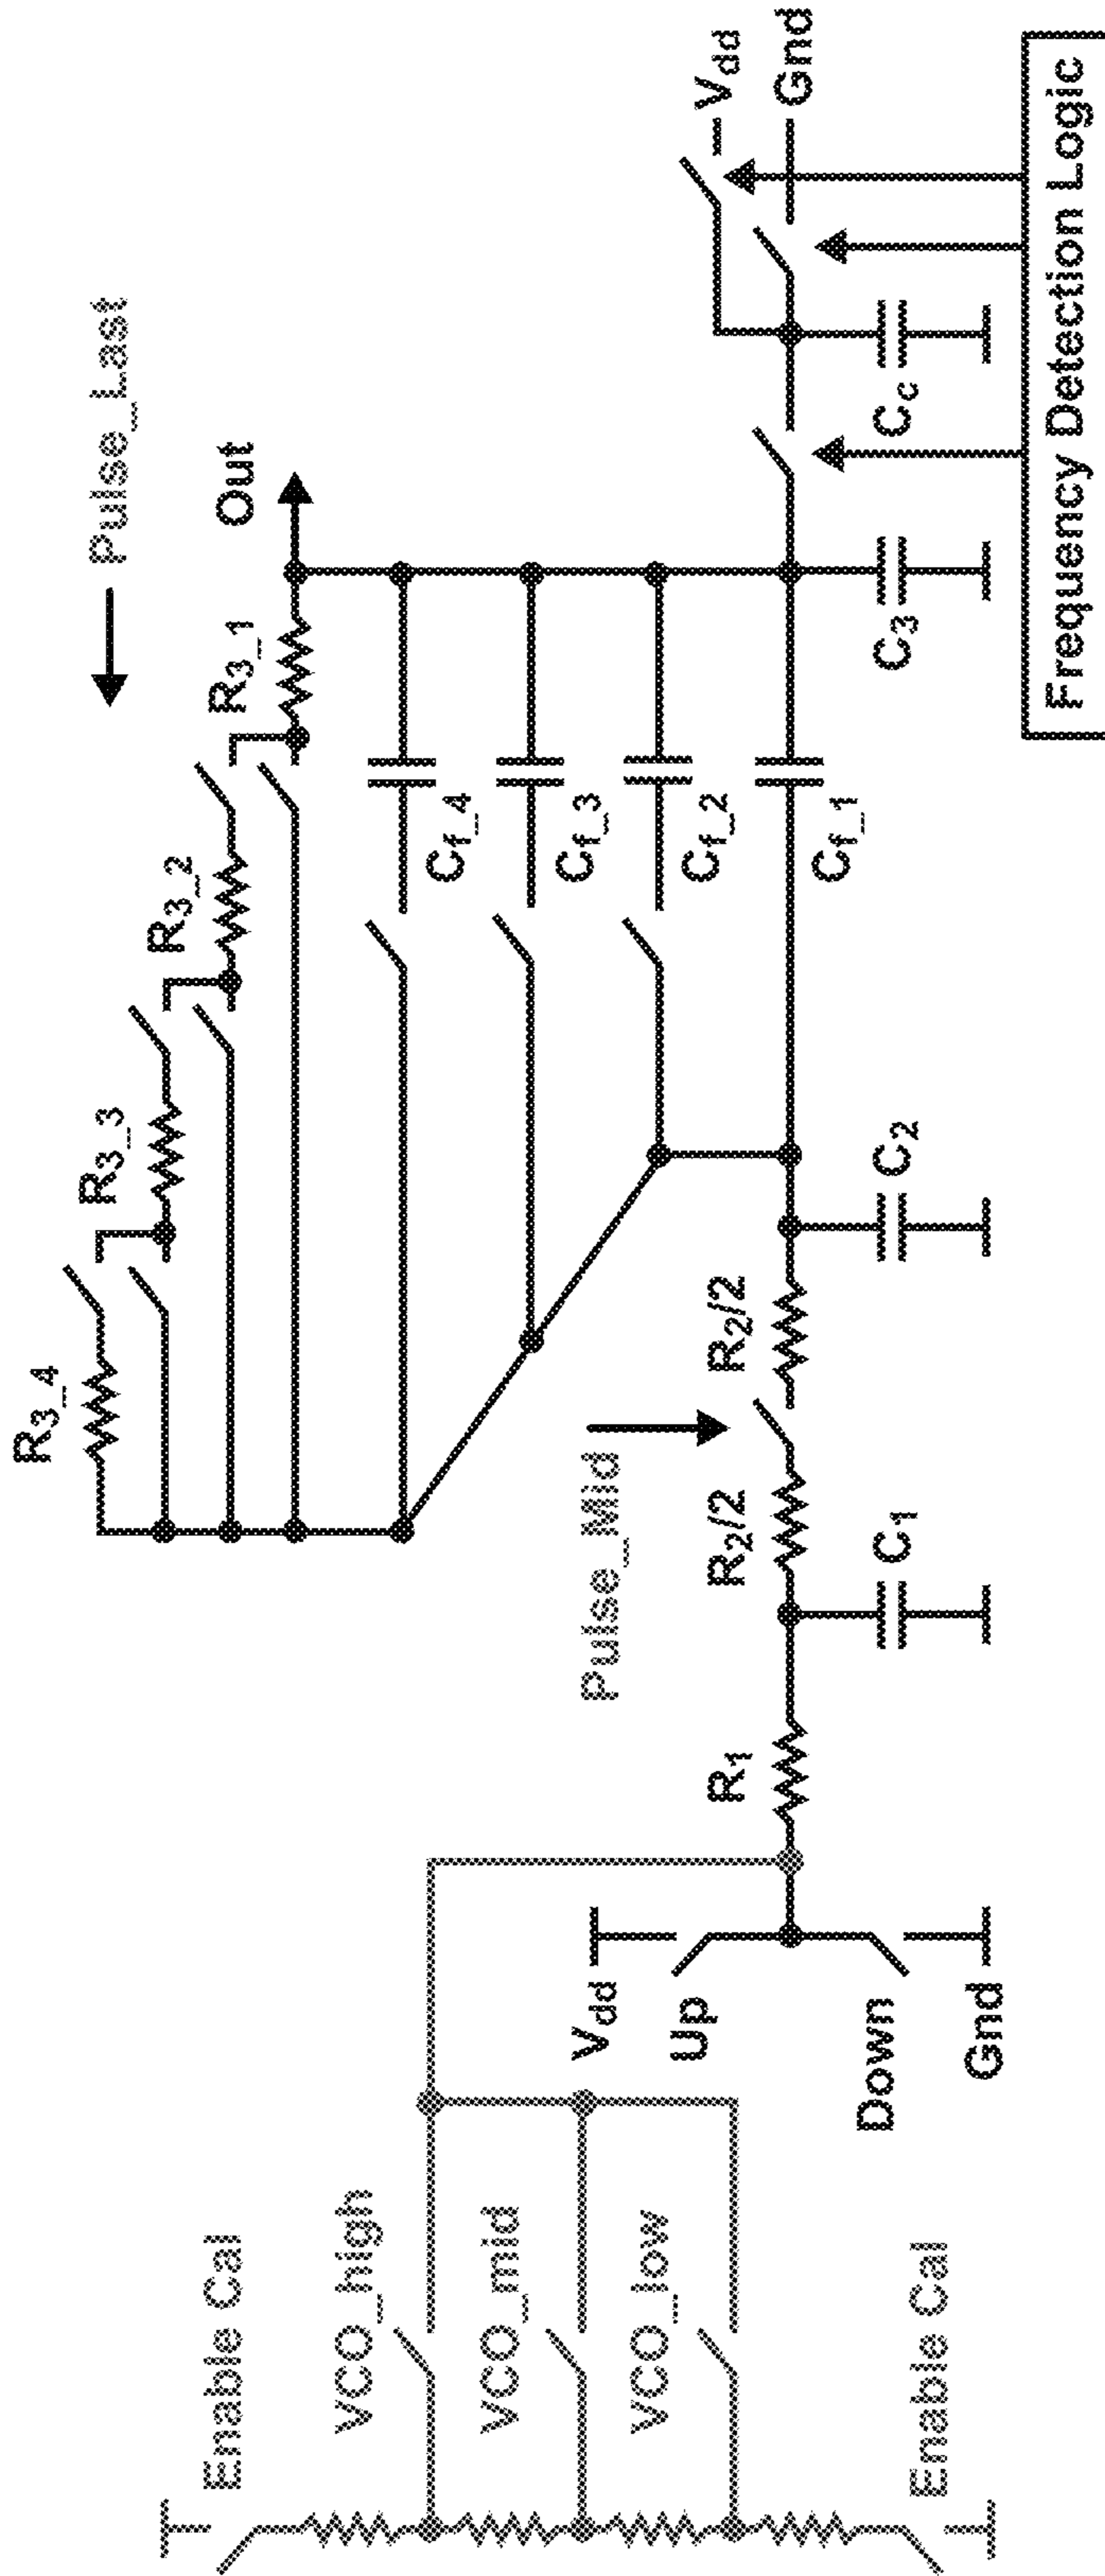 Enable Cal
VCO_high
VCO_mid
VCO_low
Enable Cal
Vdd
Up
Down
Gnd
R1
C1
Pulse_Mid
R2/2
R2/2
C2
R3_4
R3_3
R3_2
R3_1
Pulse_Last
Out
Cf_4
Cf_3
Cf_2
Cf_1
C3
Cc
Vdd
Gnd
Frequency Detection Logic